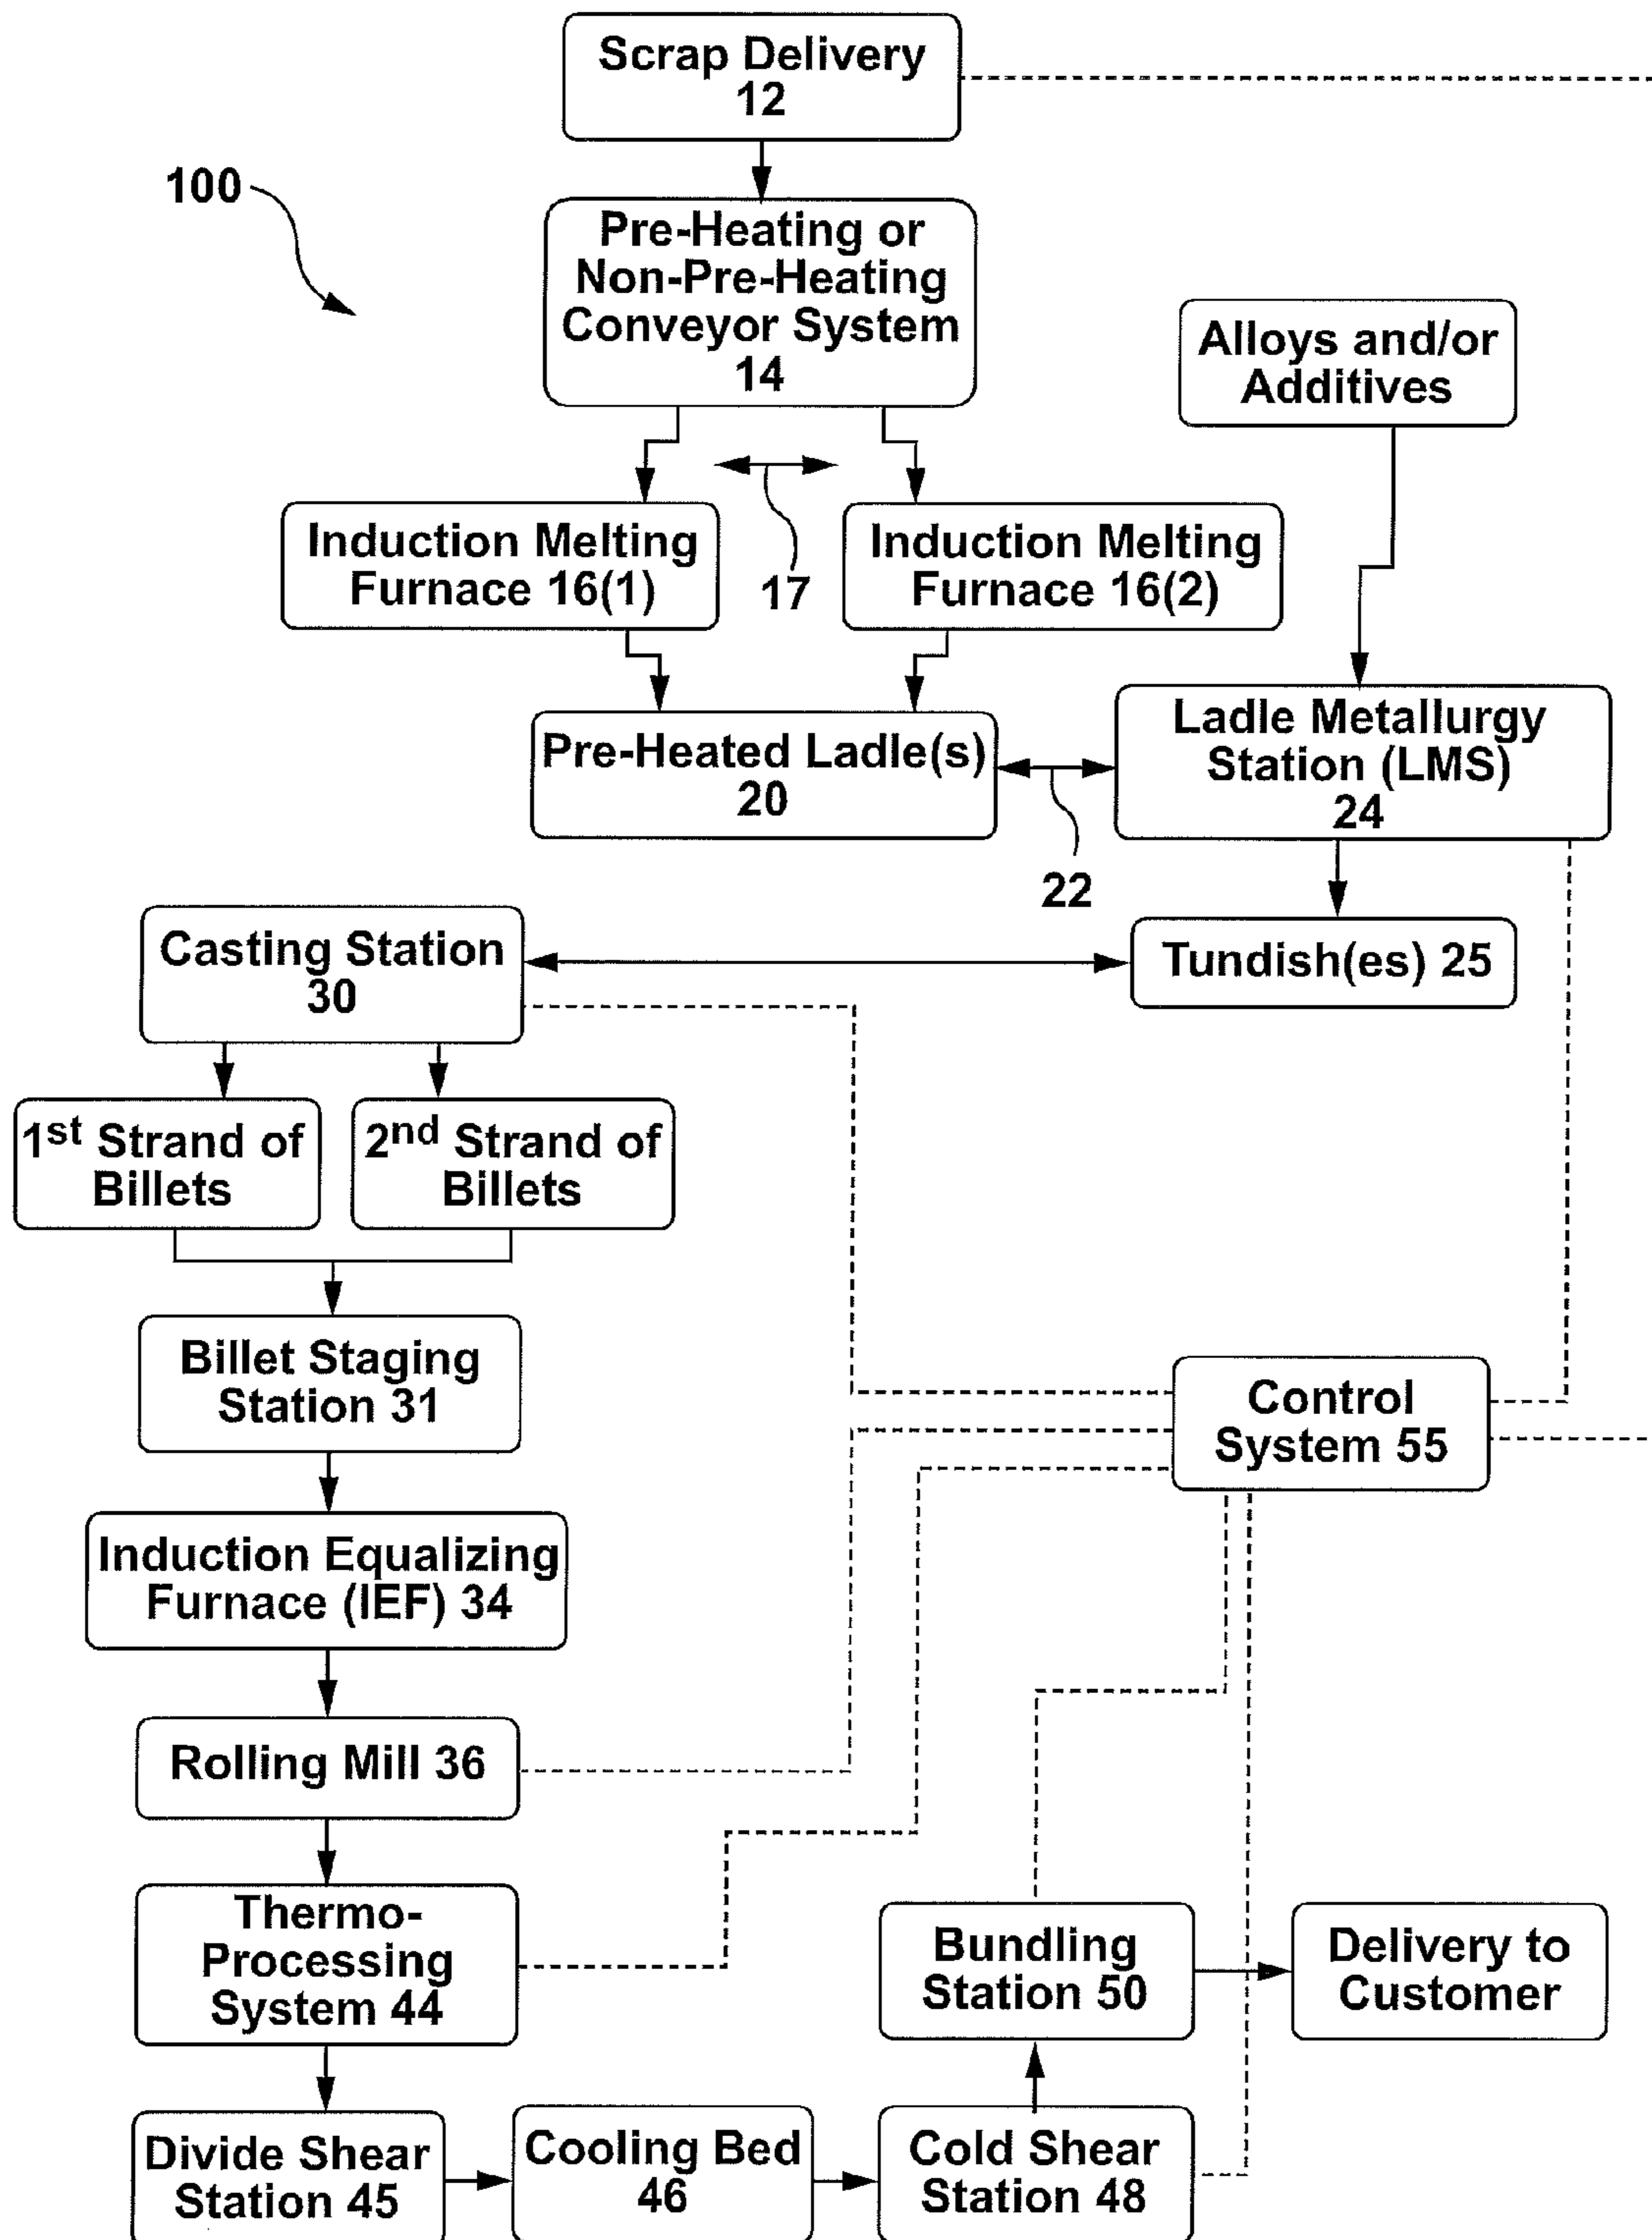 Scrap Delivery
12
100
Pre-Heating or
Non-Pre-Heating
Conveyor System
14
Alloys and/or
Additives
Induction Melting
Furnace 16(1)
17
Induction Melting
Furnace 16(2)
Pre-Heated Ladle(s)
20
22
Ladle Metallurgy
Station (LMS)
24
Casting Station
30
Tundish(es) 25
1st Strand of
Billets
2nd Strand of
Billets
Billet Staging
Station 31
Control
System 55
Induction Equalizing
Furnace (IEF) 34
Rolling Mill 36
Thermo-
Processing
System 44
Bundling
Station 50
Delivery to
Customer
Divide Shear
Station 45
Cooling Bed
46
Cold Shear
Station 48